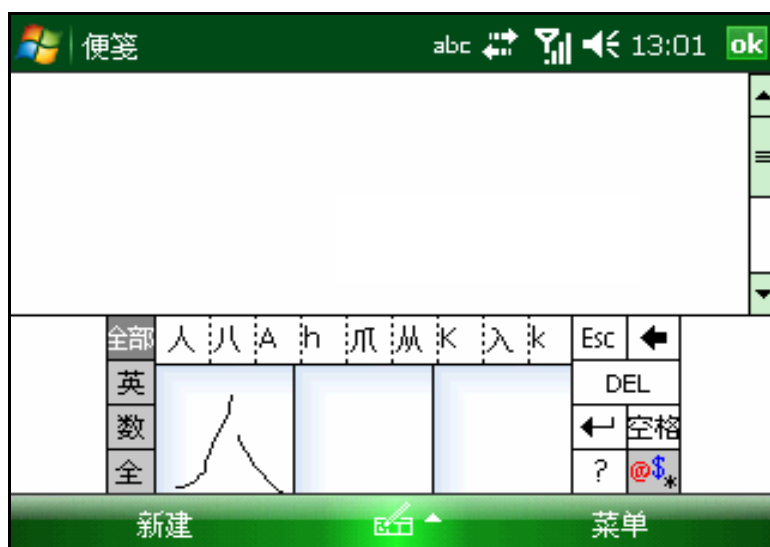 便笺 abc 13:01 ok
全部 人 八 A h 爪 从 K 入 k Esc
英 DEL
数 空格
全 人 ? @$*
新建 菜单